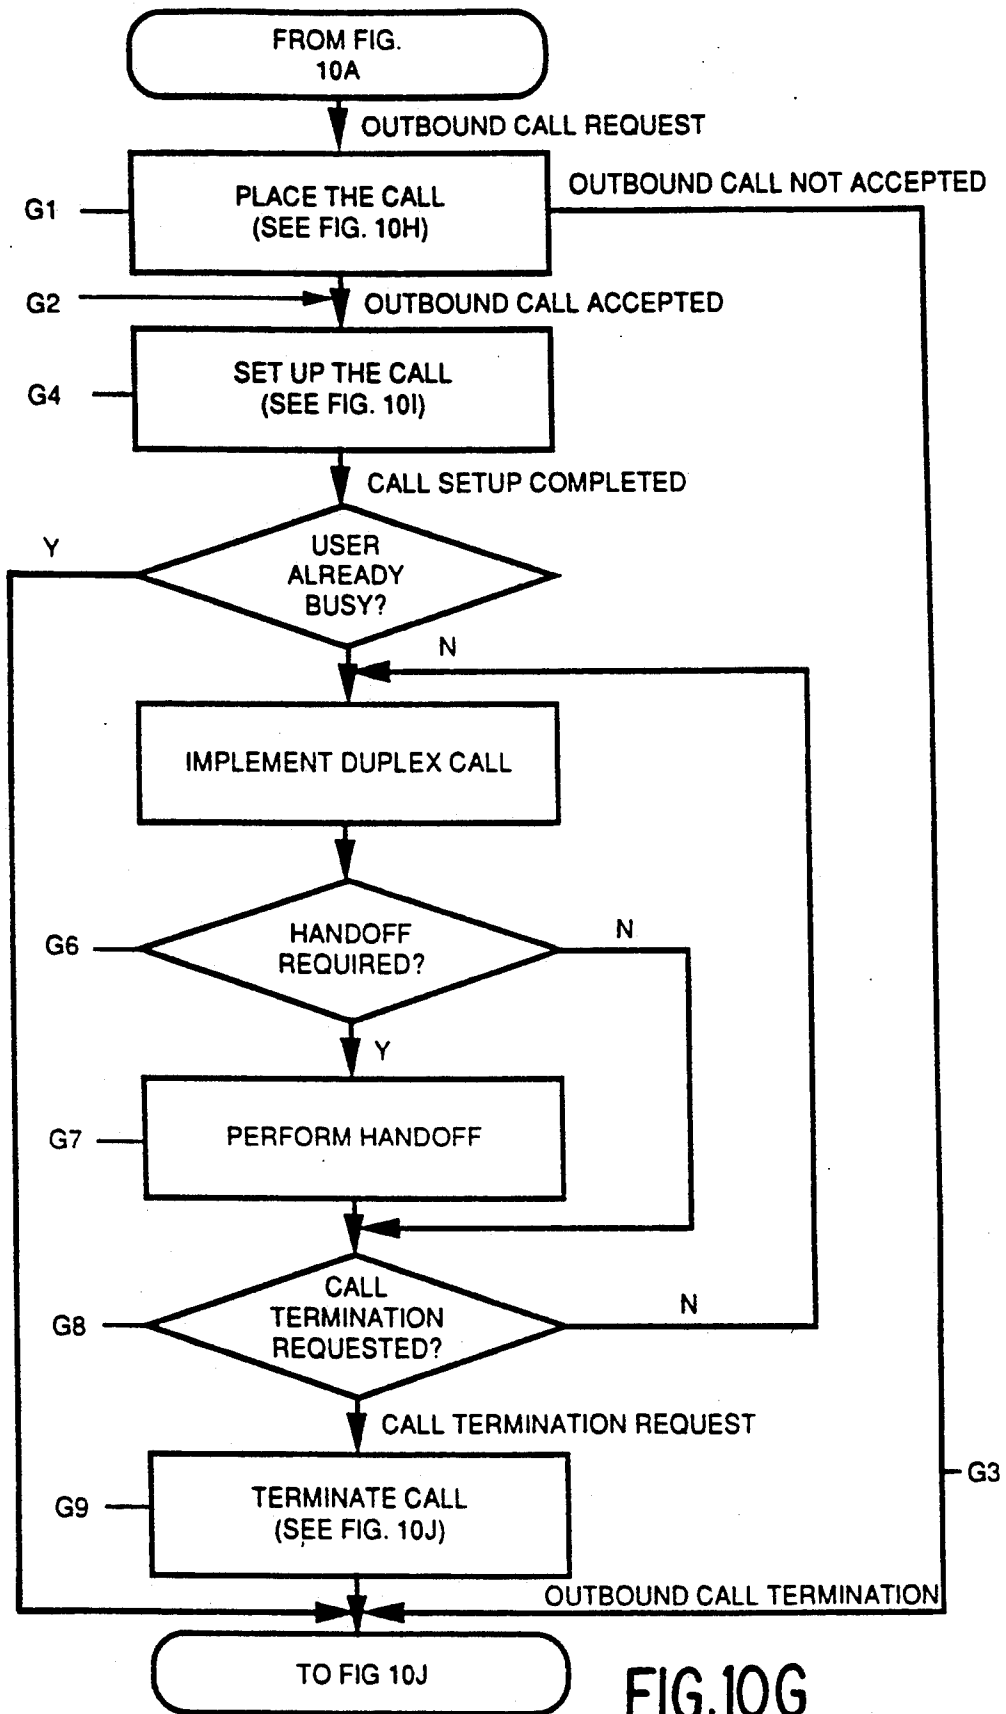 FROM FIG.
10A
OUTBOUND CALL REQUEST
OUTBOUND CALL NOT ACCEPTED
G1
PLACE THE CALL
(SEE FIG. 10H)
G2
OUTBOUND CALL ACCEPTED
G4
SET UP THE CALL
(SEE FIG. 10I)
CALL SETUP COMPLETED
Y
USER
ALREADY
BUSY?
N
IMPLEMENT DUPLEX CALL
G6
HANDOFF
REQUIRED?
N
Y
G7
PERFORM HANDOFF
G8
CALL
TERMINATION
REQUESTED?
N
CALL TERMINATION REQUEST
G3
G9
TERMINATE CALL
(SEE FIG. 10J)
OUTBOUND CALL TERMINATION
TO FIG 10J
FIG.10G